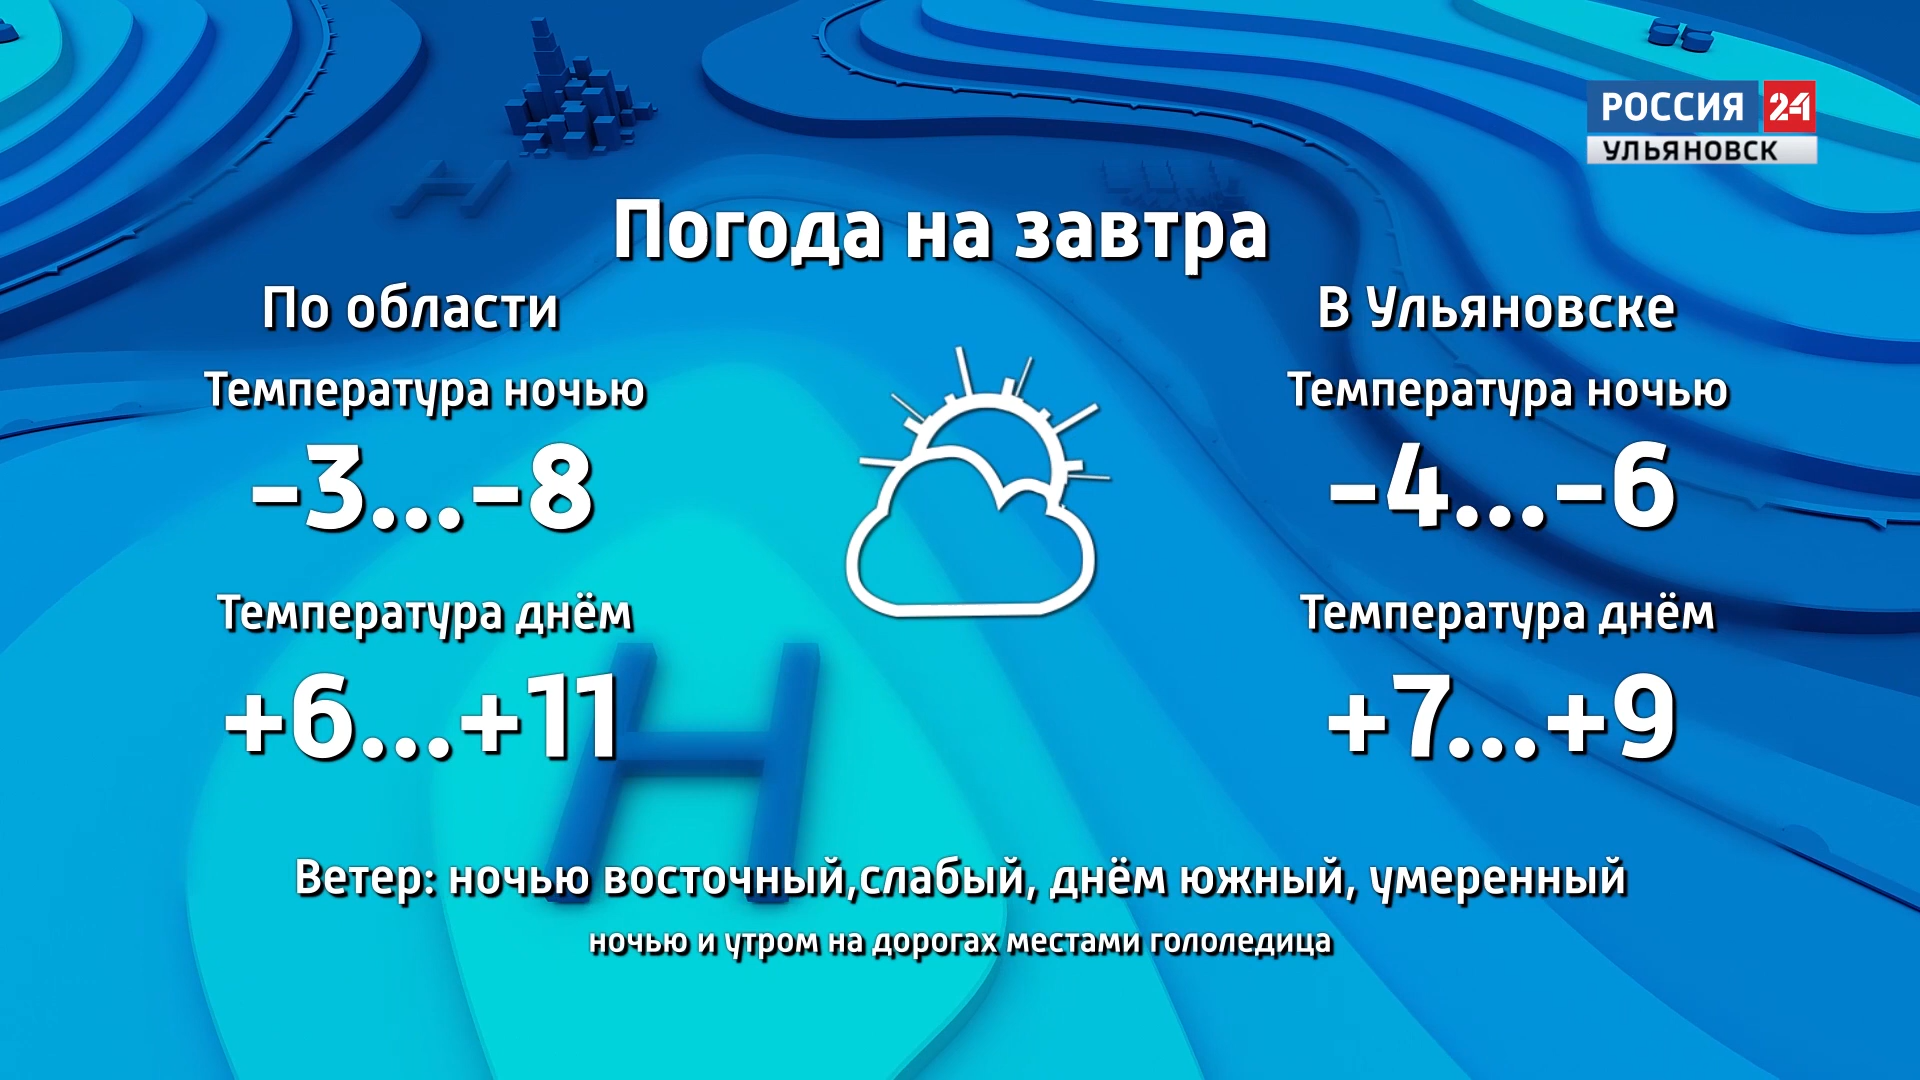 РОССИЯ 24
УЛЬЯНОВСК
Погода на завтра
По области
Температура ночью
-3...-8
Температура днём
+6...+11
В Ульяновске
Температура ночью
-4...-6
Температура днём
+7...+9
Ветер: ночью восточный,слабый, днём южный, умеренный
ночью и утром на дорогах местами гололедица